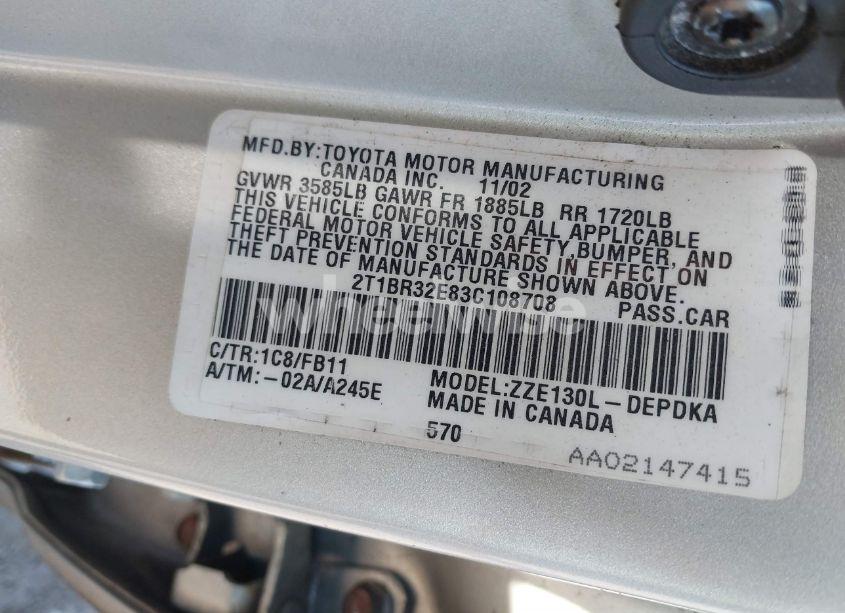 MFD.BY:TOYOTA MOTOR MANUFACTURING
CANADA INC. 11/02
GVWR 3585LB GAWR FR 1885LB RR 1720LB
THIS VEHICLE CONFORMS TO ALL APPLICABLE
FEDERAL MOTOR VEHICLE SAFETY,BUMPER, AND
THEFT PREVENTION STANDARDS IN EFFECT ON
THE DATE OF MANUFACTURE SHOWN ABOVE.
2T1BR32E83C108708 PASS.CAR
wheelwise
C/TR:1C8/FB11
A/TM:-02A/A245E
MODEL:ZZE130L-DEPDKA
MADE IN CANADA
570
AA02147415